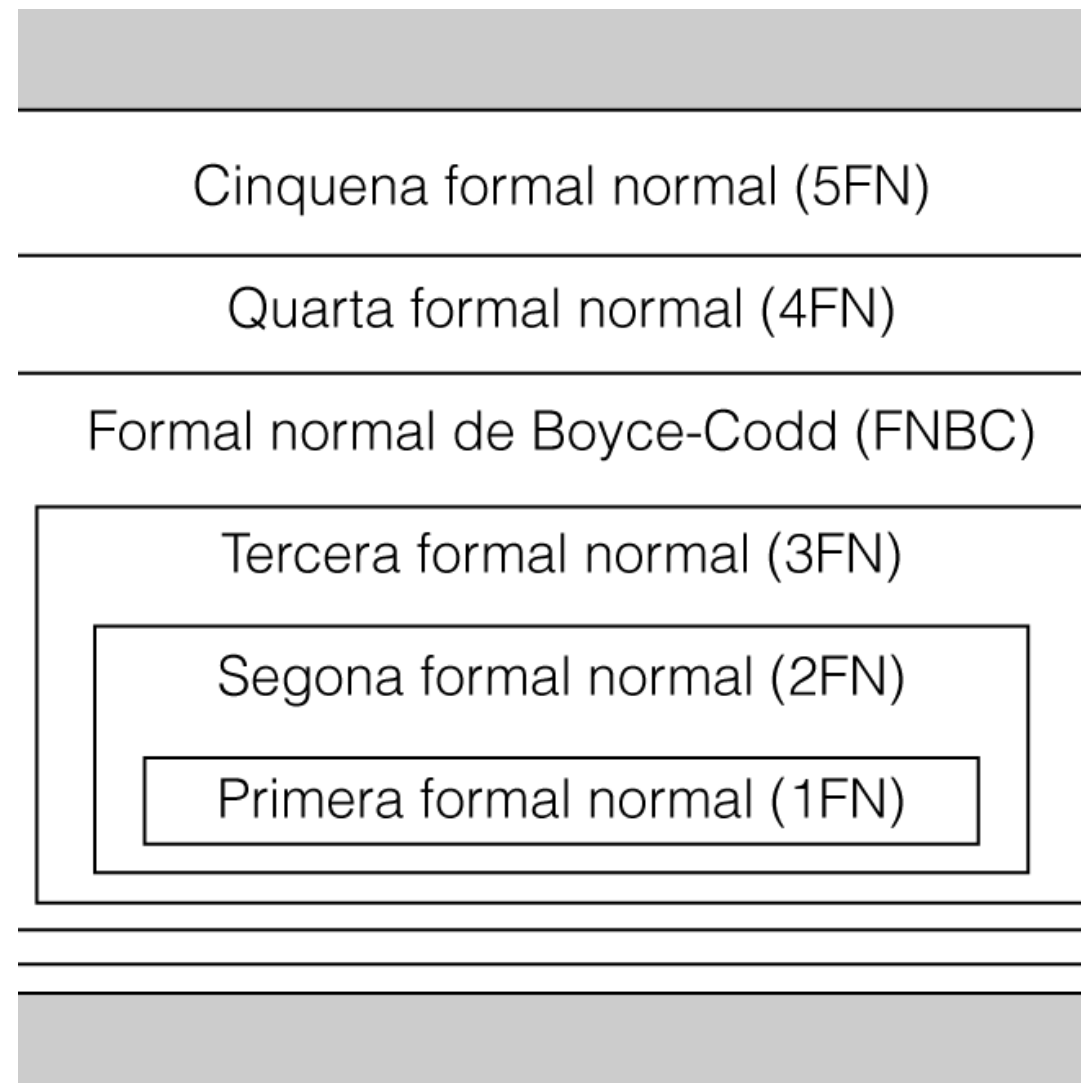 Cinquena formal normal (5FN)
Quarta formal normal (4FN)
Formal normal de Boyce-Codd (FNBC)
Tercera formal normal (3FN)
Segona formal normal (2FN)
Primera formal normal (1FN)